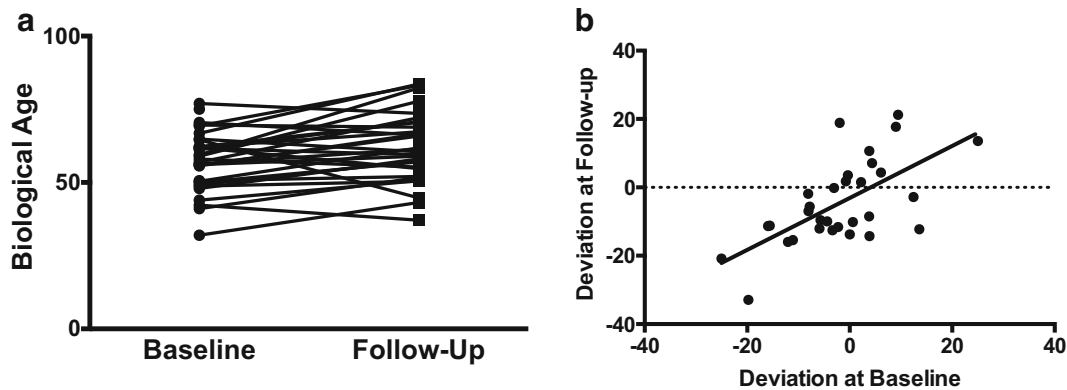 a
100
50
0
Biological Age
Baseline
Follow-Up
b
40
20
0
-20
-40
Deviation at Follow-up
-40
-20
0
20
40
Deviation at Baseline